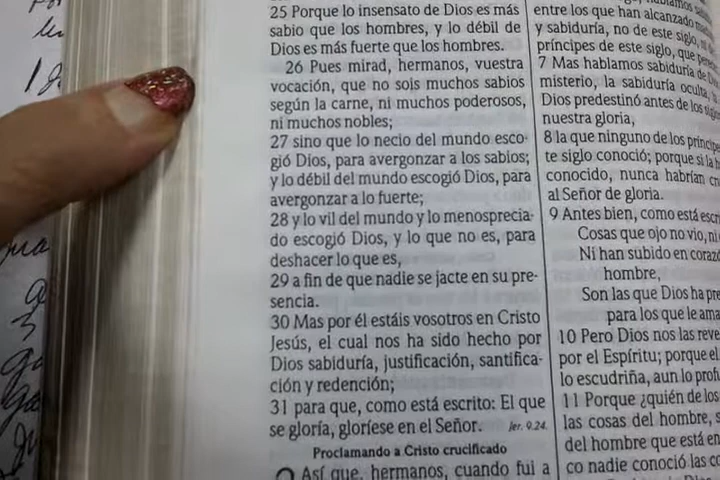 25 Porque lo insensato de Dios es más
sabio que los hombres, y lo débil de
Dios es más fuerte que los hombres.
26 Pues mirad, hermanos, vuestra
vocación, que no sois muchos sabios
según la carne, ni muchos poderosos,
ni muchos nobles;
27 sino que lo necio del mundo esco-
gió Dios, para avergonzar a los sabios;
y lo débil del mundo escogió Dios, para
avergonzar a lo fuerte;
28 y lo vil del mundo y lo menosprecia-
do escogió Dios, y lo que no es, para
deshacer lo que es,
29 a fin de que nadie se jacte en su pre-
sencia.
30 Mas por él estáis vosotros en Cristo
Jesús, el cual nos ha sido hecho por
Dios sabiduría, justificación, santifica-
ción y redención;
31 para que, como está escrito: El que
se gloría, gloríese en el Señor. Jer. 9.24.
Proclamando a Cristo crucificado
Así que, hermanos, cuando fui a
entre los que han alcanzado
y sabiduría, no de este siglo, ni
príncipes de este siglo, que
7 Mas hablamos sabiduría de
misterio, la sabiduría oculta,
Dios predestinó antes de los
nuestra gloria,
8 la que ninguno de los
te siglo conoció; porque si la
conocido, nunca habrían
al Señor de gloria.
9 Antes bien, como está
Cosas que ojo no vio, ni
Ni han subido en
hombre,
Son las que Dios ha
para los que le
10 Pero Dios nos las
por el Espíritu; porque el
lo escudriña, aun lo
11 Porque ¿quién de los
las cosas del hombre,
del hombre que está en
co nadie conoció las